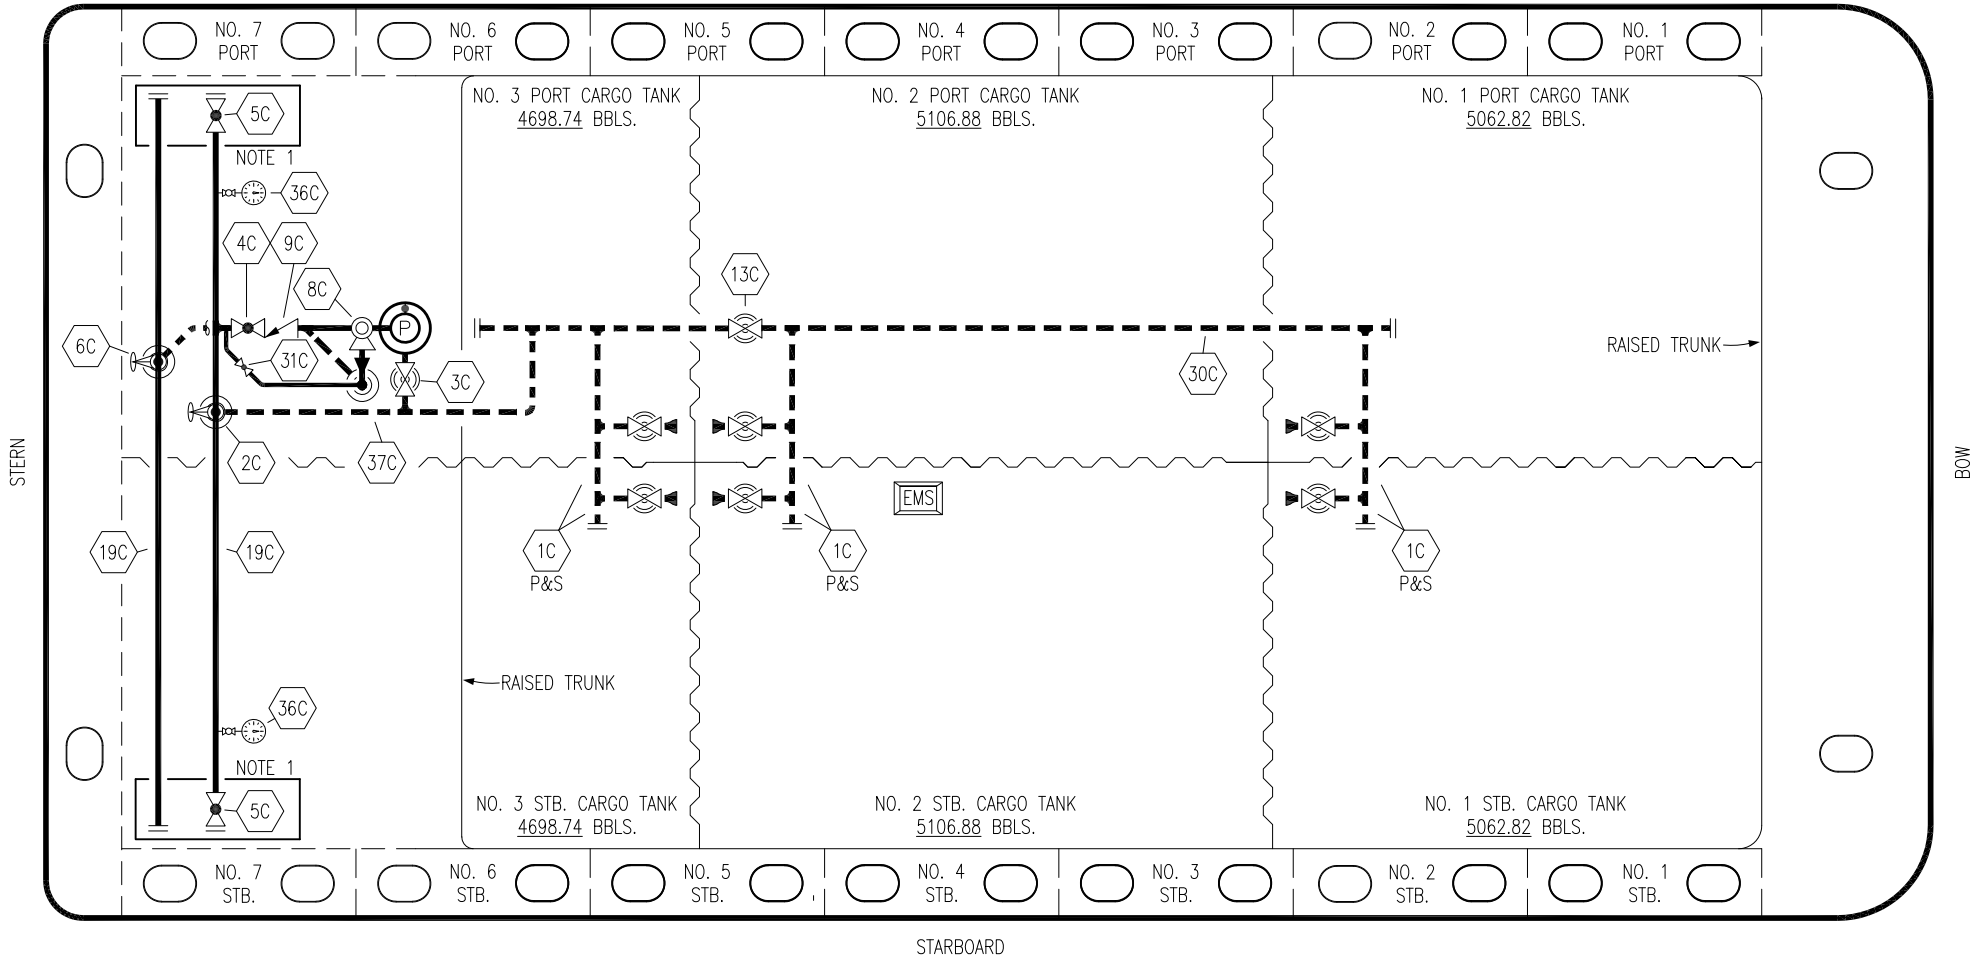 NO. 7
PORT
NO. 6
PORT
NO. 5
PORT
NO. 4
PORT
NO. 3
PORT
NO. 2
PORT
NO. 1
PORT
NO. 3 PORT CARGO TANK
4698.74 BBLS.
NO. 2 PORT CARGO TANK
5106.88 BBLS.
NO. 1 PORT CARGO TANK
5062.82 BBLS.
5C
NOTE 1
36C
4C
9C
8C
13C
P
6C
31C
3C
30C
RAISED TRUNK
2C
37C
STERN
BOW
EMS
19C
19C
1C
P&S
1C
P&S
1C
P&S
RAISED TRUNK
36C
NOTE 1
5C
NO. 3 STB. CARGO TANK
4698.74 BBLS.
NO. 2 STB. CARGO TANK
5106.88 BBLS.
NO. 1 STB. CARGO TANK
5062.82 BBLS.
NO. 7
STB.
NO. 6
STB.
NO. 5
STB.
NO. 4
STB.
NO. 3
STB.
NO. 2
STB.
NO. 1
STB.
STARBOARD